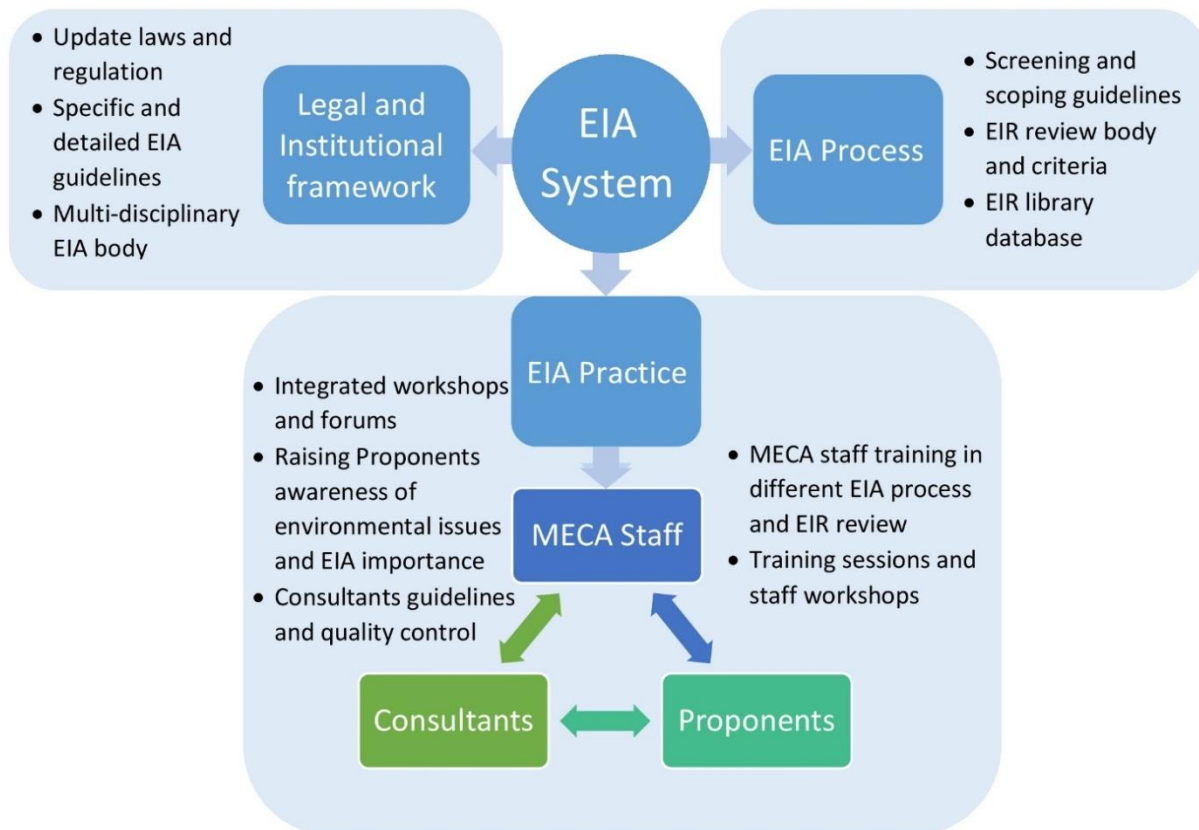 • Update laws and
regulation
• Specific and
detailed EIA
guidelines
• Multi-disciplinary
EIA body
Legal and
Institutional
framework
EIA
System
EIA Process
• Screening and
scoping guidelines
• EIR review body
and criteria
• EIR library
database
EIA Practice
• Integrated workshops
and forums
• Raising Proponents
awareness of
environmental issues
and EIA importance
• Consultants guidelines
and quality control
MECA Staff
• MECA staff training in
different EIA process
and EIR review
• Training sessions and
staff workshops
Consultants
Proponents